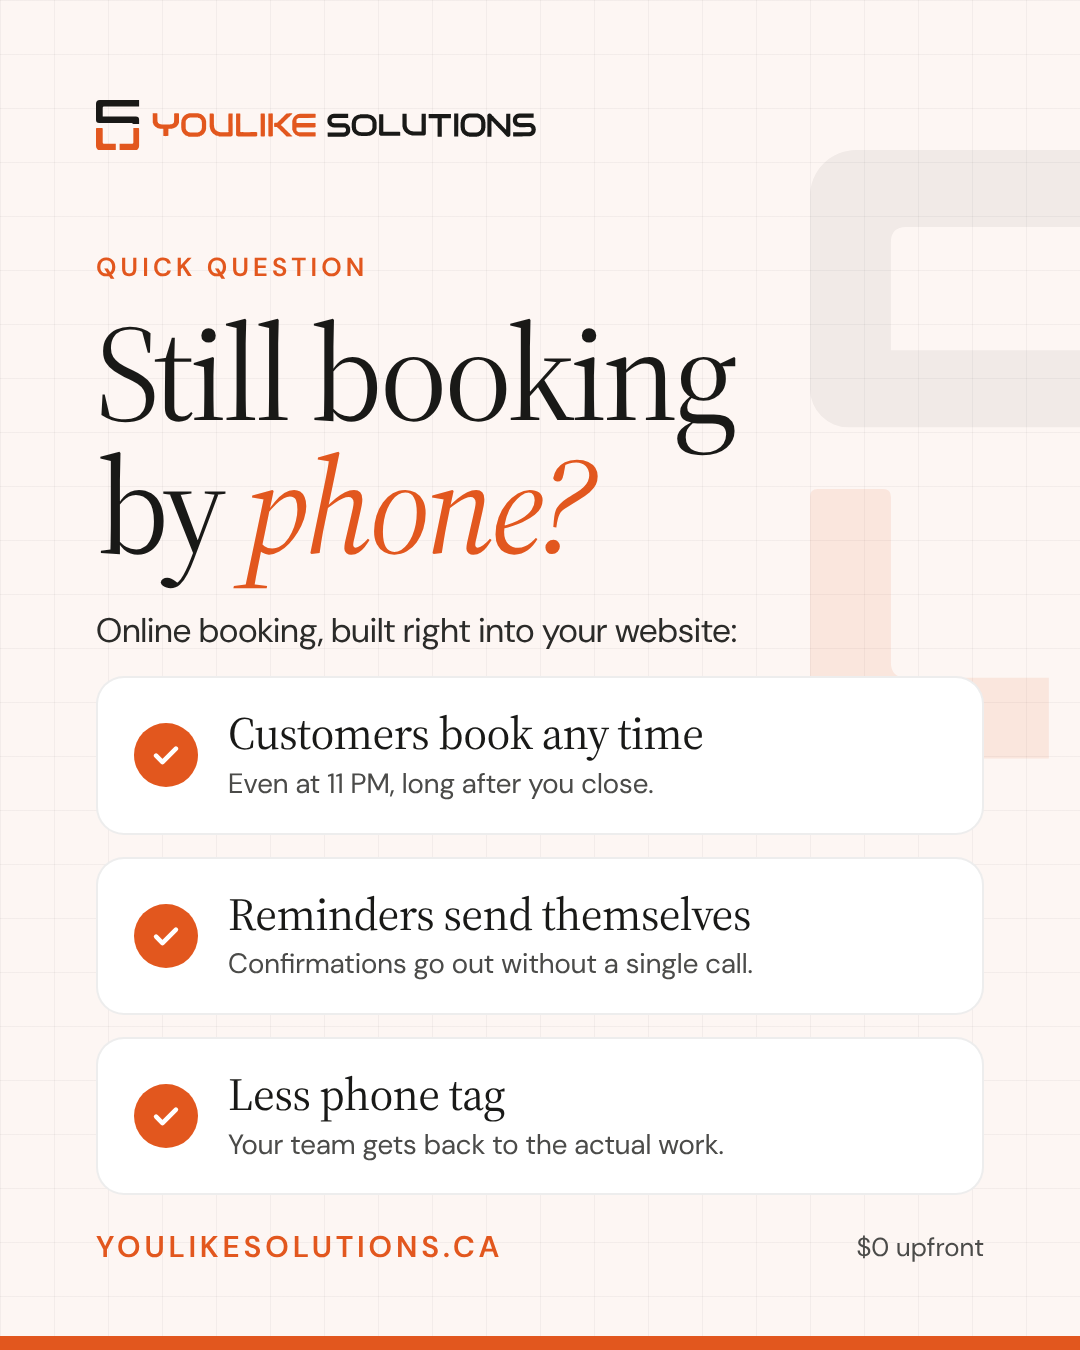 YOULIKE SOLUTIONS
QUICK QUESTION
Still booking
by phone?
Online booking, built right into your website:
Customers book any time
Even at 11 PM, long after you close.
Reminders send themselves
Confirmations go out without a single call.
Less phone tag
Your team gets back to the actual work.
YOULIKESOLUTIONS.CA
$0 upfront